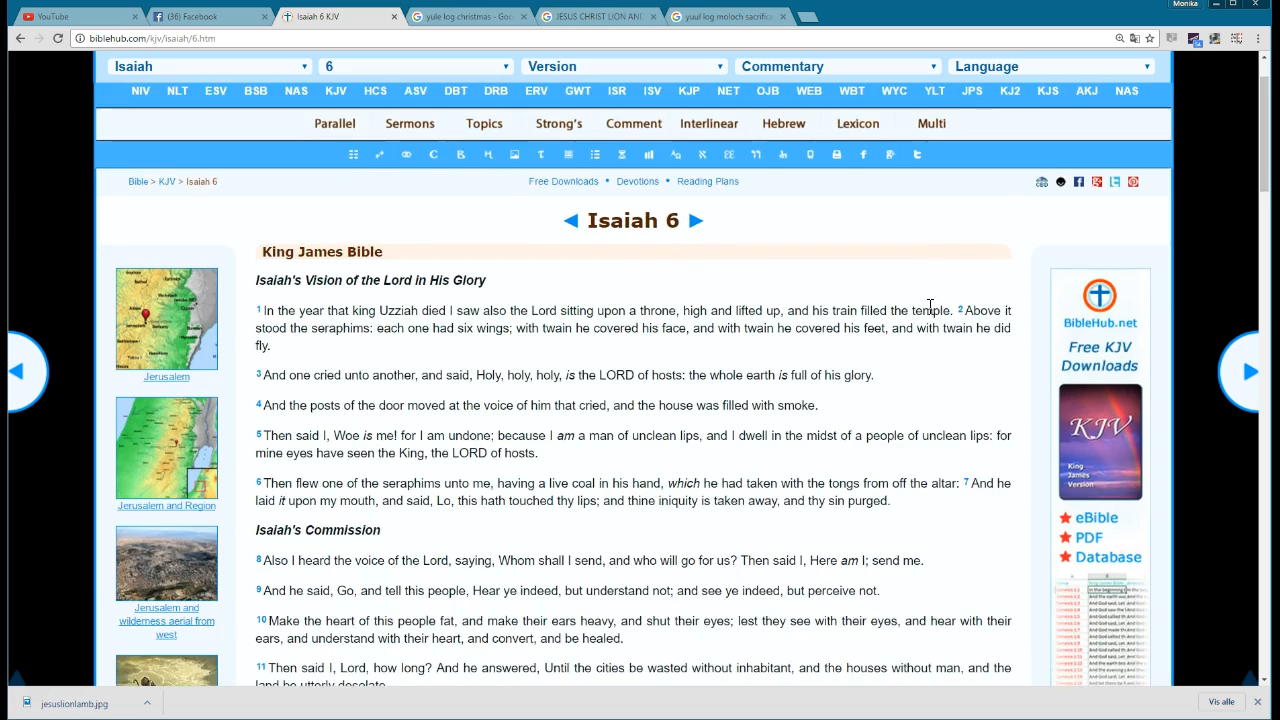 Monika
YouTube
(36) Facebook
Isaiah 6 KJV
yule log christmas - Goo
JESUS CHRIST LION AND
yuul log moloch sacrifice
biblehub.com/kjv/isaiah/6.htm
Isaiah 6 Version Commentary Language
NIV NLT ESV BSB NAS KJV HCS ASV DBT DRB ERV GWT ISR ISV KJP NET OJB WEB WBT WYC YLT JPS KJ2 KJS AKJ NAS
Parallel Sermons Topics Strong's Comment Interlinear Hebrew Lexicon Multi
Bible > KJV > Isaiah 6
Free Downloads • Devotions • Reading Plans
Isaiah 6
King James Bible
Isaiah's Vision of the Lord in His Glory
1 In the year that king Uzziah died I saw also the Lord sitting upon a throne, high and lifted up, and his train filled the temple. 2 Above it
stood the seraphims: each one had six wings; with twain he covered his face, and with twain he covered his feet, and with twain he did
fly.
3 And one cried unto another, and said, Holy, holy, holy, is the LORD of hosts: the whole earth is full of his glory.
4 And the posts of the door moved at the voice of him that cried, and the house was filled with smoke.
5 Then said I, Woe is me! for I am undone; because I am a man of unclean lips, and I dwell in the midst of a people of unclean lips: for
mine eyes have seen the King, the LORD of hosts.
6 Then flew one of the seraphims unto me, having a live coal in his hand, which he had taken with the tongs from off the altar: 7 And he
laid it upon my mouth, and said, Lo, this hath touched thy lips; and thine iniquity is taken away, and thy sin purged.
Isaiah's Commission
8 Also I heard the voice of the Lord, saying, Whom shall I send, and who will go for us? Then said I, Here am I; send me.
9 And he said, Go, and tell this people, Hear ye indeed, but understand not; and see ye indeed, but perceive not.
10 Make the heart of this people fat, and make their ears heavy, and shut their eyes; lest they see with their eyes, and hear with their
ears, and understand with their heart, and convert, and be healed.
11 Then said I, Lord, how long? And he answered, Until the cities be wasted without inhabitant, and the houses without man, and the
land be utterly desolate,
Jerusalem
Jerusalem and Region
Jerusalem and
wilderness aerial from
west
BibleHub.net
Free KJV
Downloads
KJV
King
James
Version
eBible
PDF
Database
jesuslionlamb.jpg
Vis alle